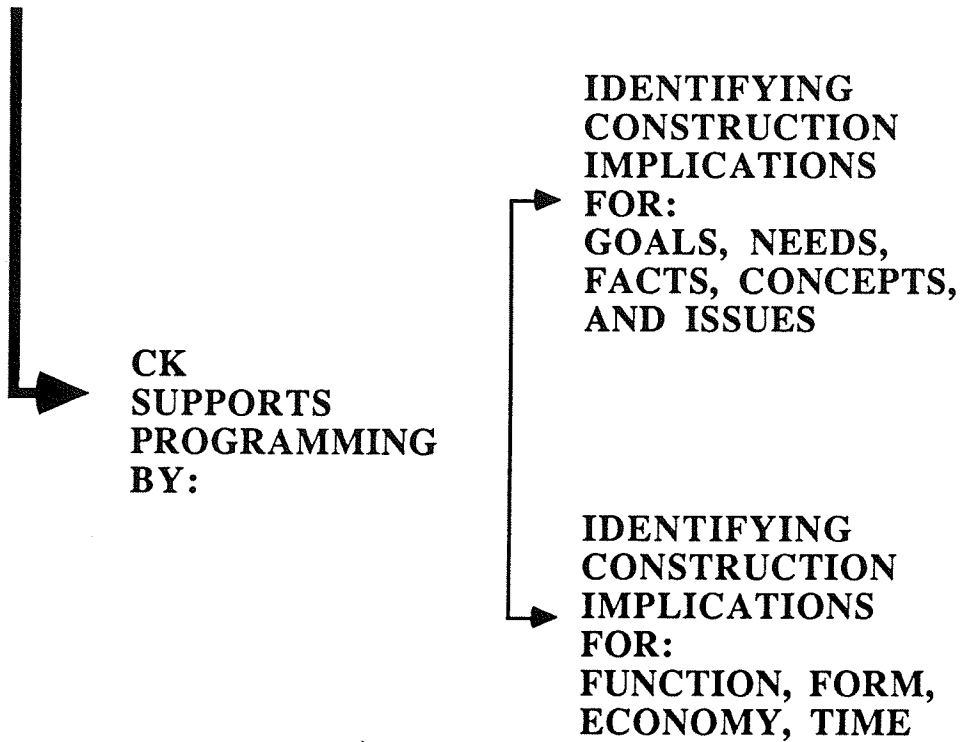 IDENTIFYING
CONSTRUCTION
IMPLICATIONS
FOR:
GOALS, NEEDS,
FACTS, CONCEPTS,
AND ISSUES
CK
SUPPORTS
PROGRAMMING
BY:
IDENTIFYING
CONSTRUCTION
IMPLICATIONS
FOR:
FUNCTION, FORM,
ECONOMY, TIME